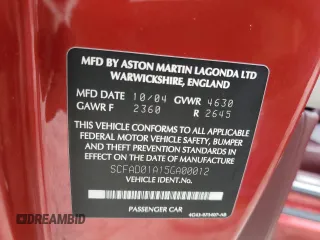 MFD BY ASTON MARTIN LAGONDA LTD
WARWICKSHIRE, ENGLAND
DATE 10/04 GVWR 4630
GAWR F 2360 R 2645
THIS VEHICLE CONFORMS TO ALL APPLICABLE
FEDERAL MOTOR VEHICLE SAFETY, BUMPER
AND THEFT PREVENTION STANDARDS IN EFFECT
ON THE DATE OF MANUFACTURE SHOWN ABOVE.
SCFAD01A15GA00012
VEHICLE IDENT.No.
PASSENGER CAR